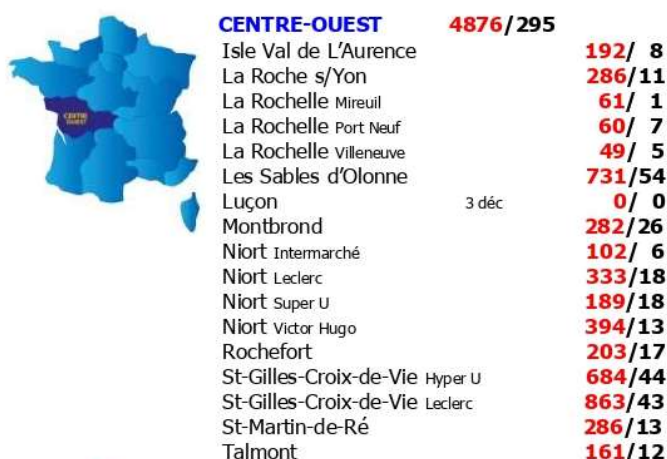 CENTRE-OUEST 4876/295
Isle Val de L'Aurence 192/ 8
La Roche s/Yon 286/11
La Rochelle Mireuil 61/ 1
La Rochelle Port Neuf 60/ 7
La Rochelle Villeneuve 49/ 5
Les Sables d'Olonne 731/54
Luçon 3 déc 0/ 0
Montbrond 282/26
Niort Intermarché 102/ 6
Niort Leclerc 333/18
Niort Super U 189/18
Niort Victor Hugo 394/13
Rochefort 203/17
St-Gilles-Croix-de-Vie Hyper U 684/44
St-Gilles-Croix-de-Vie Leclerc 863/43
St-Martin-de-Ré 286/13
Talmont 161/12
CENTRE
OUEST